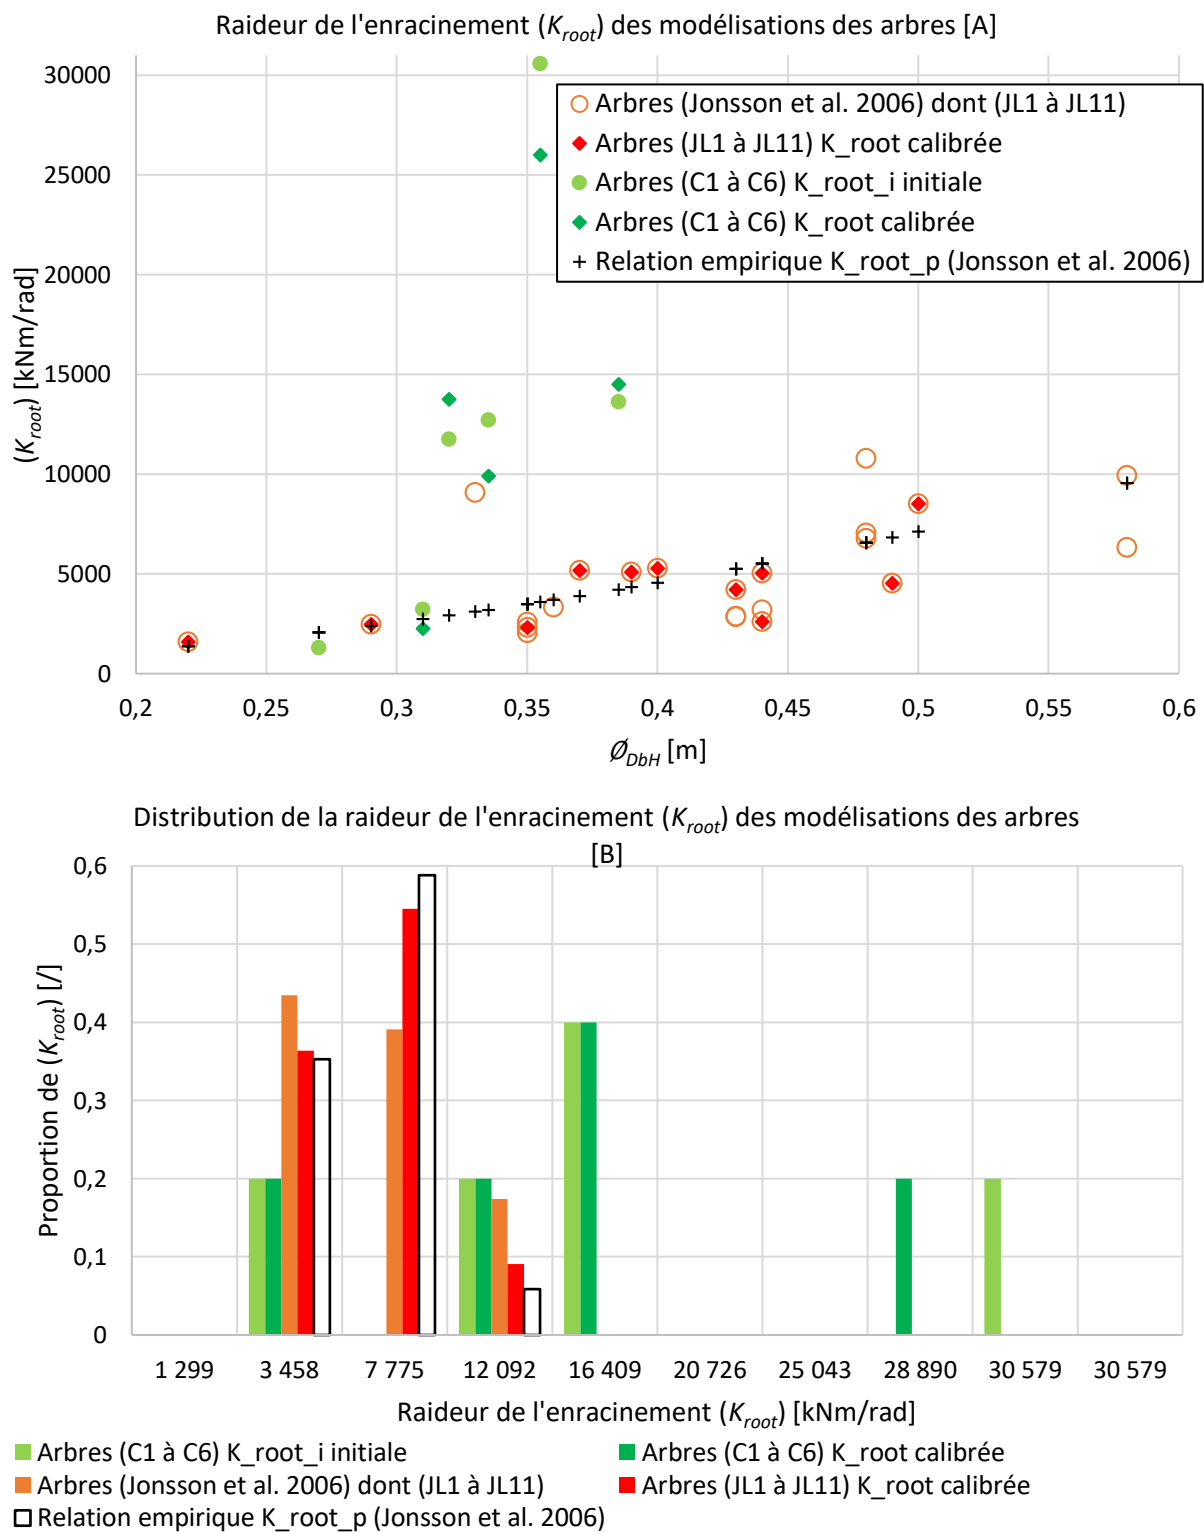 Raideur de l'enracinement (K_root) des modélisations des arbres [A]
30000
25000
20000
15000
10000
5000
0
(K_root) [kNm/rad]
Arbres (Jonsson et al. 2006) dont (JL1 à JL11)
Arbres (JL1 à JL11) K_root calibrée
Arbres (C1 à C6) K_root_i initiale
Arbres (C1 à C6) K_root calibrée
Relation empirique K_root_p (Jonsson et al. 2006)
0,2 0,25 0,3 0,35 0,4 0,45 0,5 0,55 0,6
Ø_DbH [m]
Distribution de la raideur de l'enracinement (K_root) des modélisations des arbres
[B]
0,6
0,5
0,4
0,3
0,2
0,1
0
Proportion de (K_root) [/]
1 299 3 458 7 775 12 092 16 409 20 726 25 043 28 890 30 579 30 579
Raideur de l'enracinement (K_root) [kNm/rad]
Arbres (C1 à C6) K_root_i initiale
Arbres (C1 à C6) K_root calibrée
Arbres (Jonsson et al. 2006) dont (JL1 à JL11)
Arbres (JL1 à JL11) K_root calibrée
Relation empirique K_root_p (Jonsson et al. 2006)